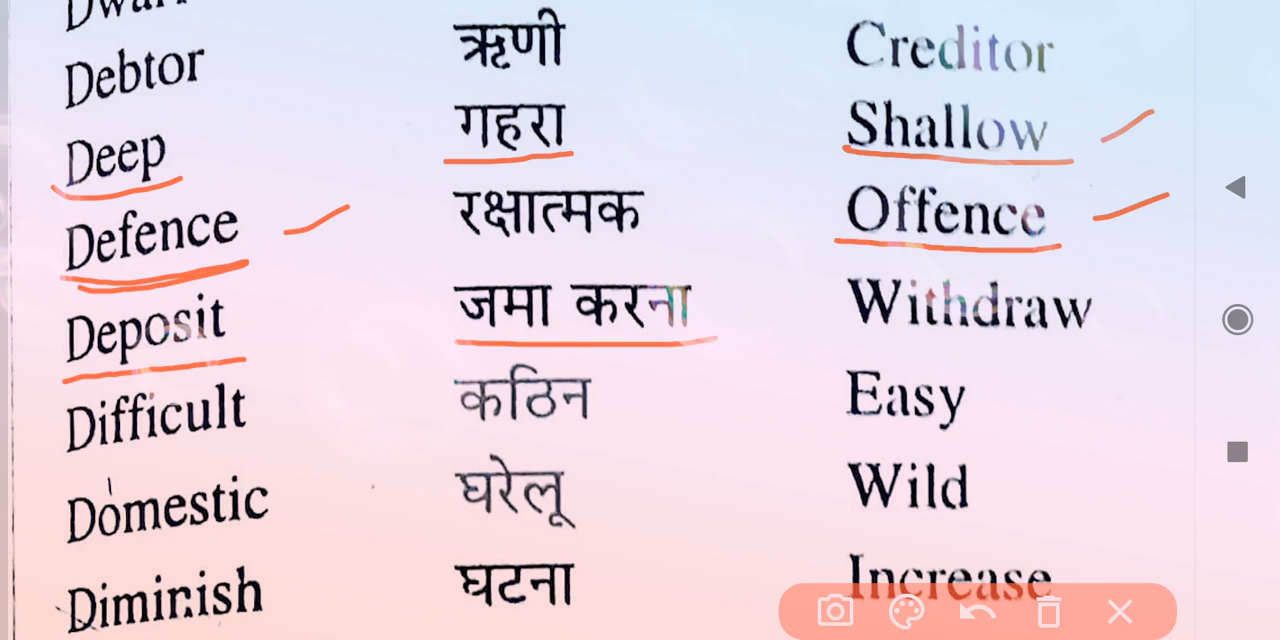 Debtor ऋणी Creditor
Deep गहरा Shallow
Defence रक्षात्मक Offence
Deposit जमा करना Withdraw
Difficult कठिन Easy
Domestic घरेलू Wild
Diminish घटना Increase